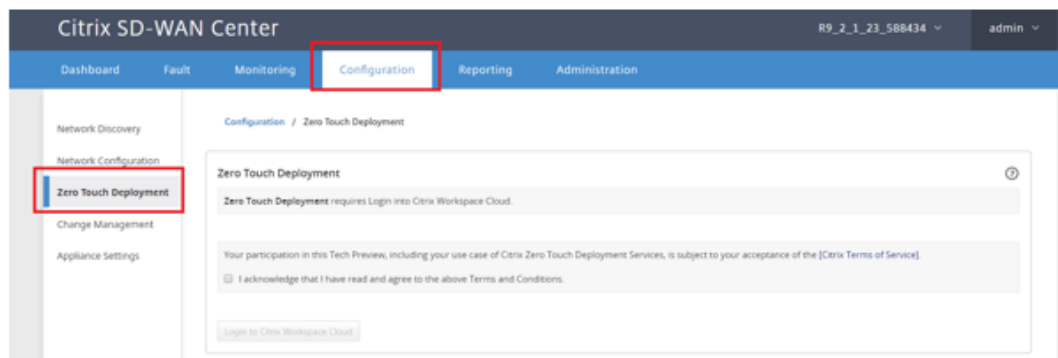 Citrix SD-WAN Center
R9_2_1_23_588434
admin
Dashboard Fault Monitoring Configuration Reporting Administration
Network Discovery
Network Configuration
Zero Touch Deployment
Change Management
Appliance Settings
Configuration / Zero Touch Deployment
Zero Touch Deployment
Zero Touch Deployment requires Login into Citrix Workspace Cloud.
Your participation in this Tech Preview, including your use case of Citrix Zero Touch Deployment Services, is subject to your acceptance of the [Citrix Terms of Service].
I acknowledge that I have read and agree to the above Terms and Conditions.
Login to Citrix Workspace Cloud